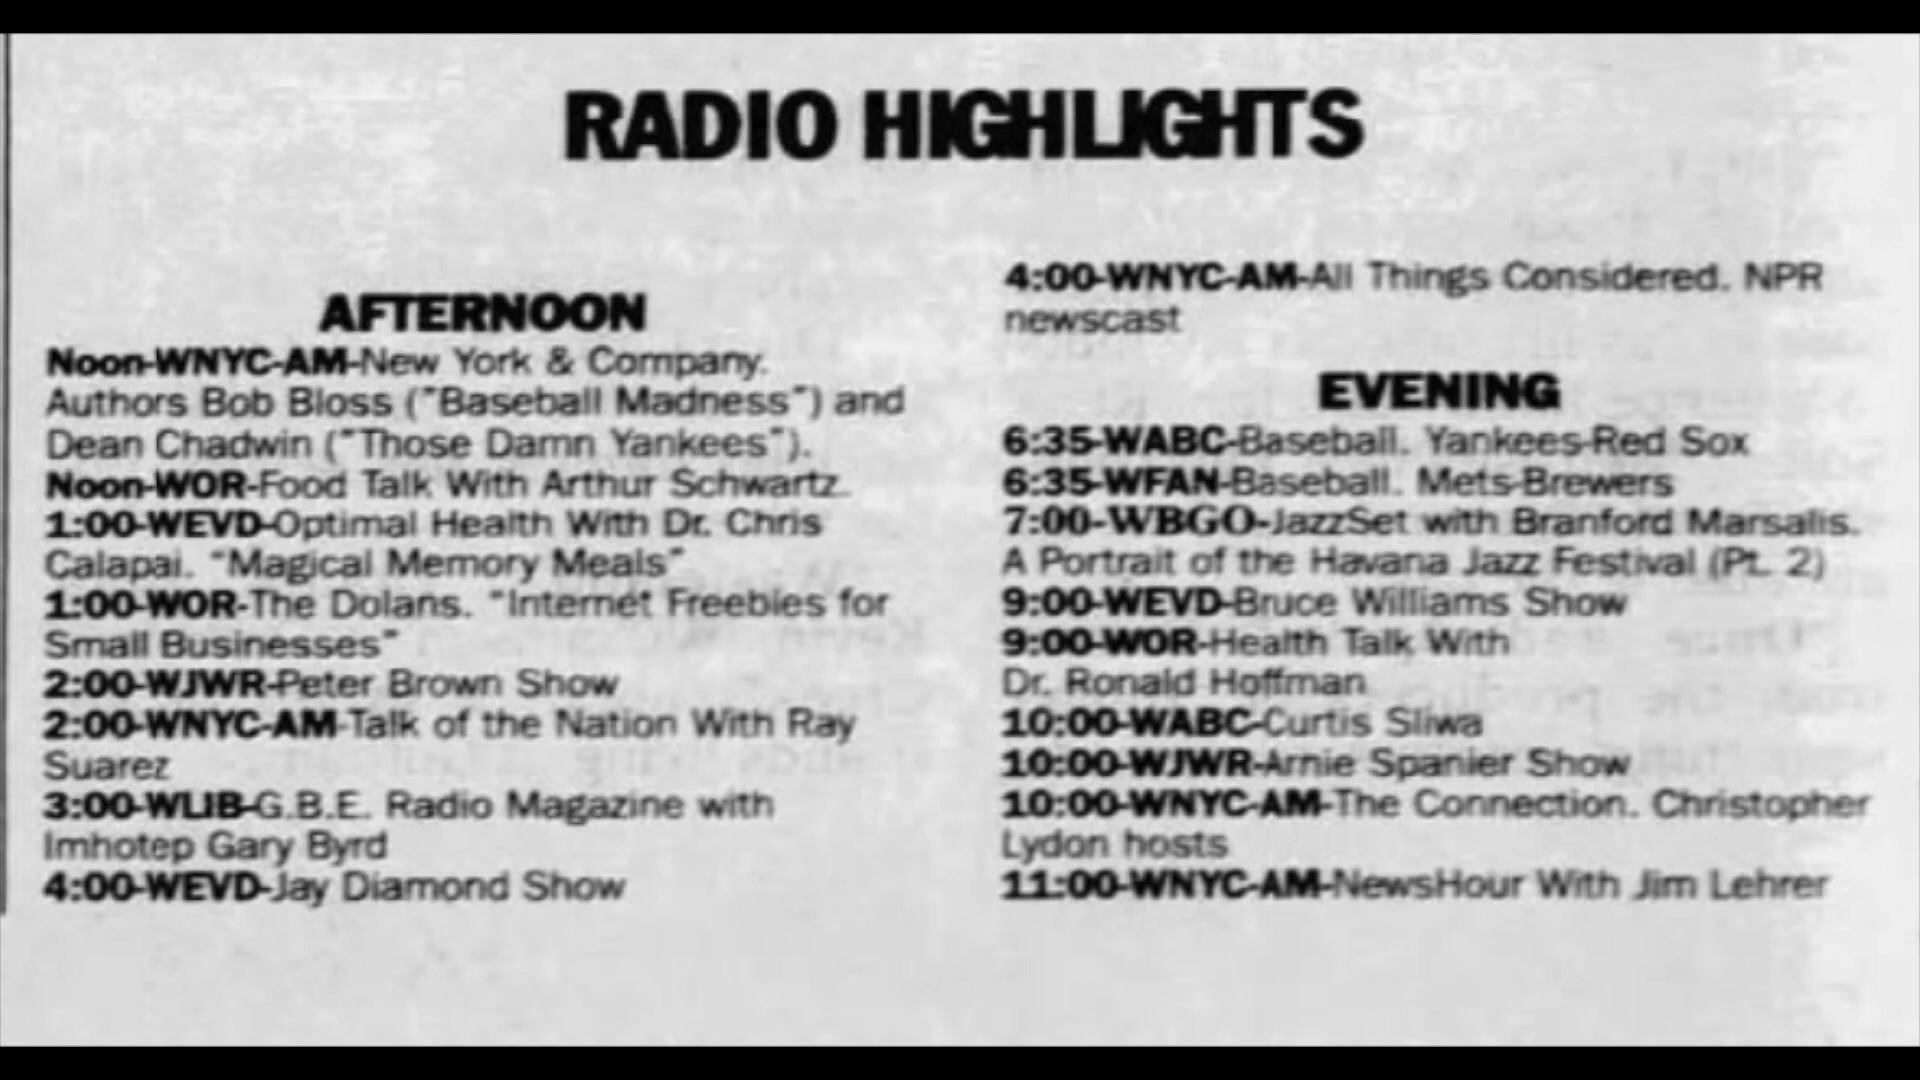 RADIO HIGHLIGHTS
AFTERNOON
Noon-WNYC-AM-New York & Company.
Authors Bob Bloss ("Baseball Madness") and
Dean Chadwin ("Those Damn Yankees").
Noon-WOR-Food Talk With Arthur Schwartz.
1:00-WEVD-Optimal Health With Dr. Chris
Calapai. "Magical Memory Meals"
1:00-WOR-The Dolans. "Internet Freebies for
Small Businesses"
2:00-WJWR-Peter Brown Show
2:00-WNYC-AM-Talk of the Nation With Ray
Suarez
3:00-WLIB-G.B.E. Radio Magazine with
Imhotep Gary Byrd
4:00-WEVD-Jay Diamond Show
4:00-WNYC-AM-All Things Considered. NPR
newscast
EVENING
6:35-WABC-Baseball. Yankees-Red Sox
6:35-WFAN-Baseball. Mets-Brewers
7:00-WBGO-JazzSet with Branford Marsalis.
A Portrait of the Havana Jazz Festival (Pt. 2)
9:00-WEVD-Bruce Williams Show
9:00-WOR-Health Talk With
Dr. Ronald Hoffman
10:00-WABC-Curtis Sliwa
10:00-WJWR-Arnie Spanier Show
10:00-WNYC-AM-The Connection. Christopher
Lydon hosts
11:00-WNYC-AM-NewsHour With Jim Lehrer